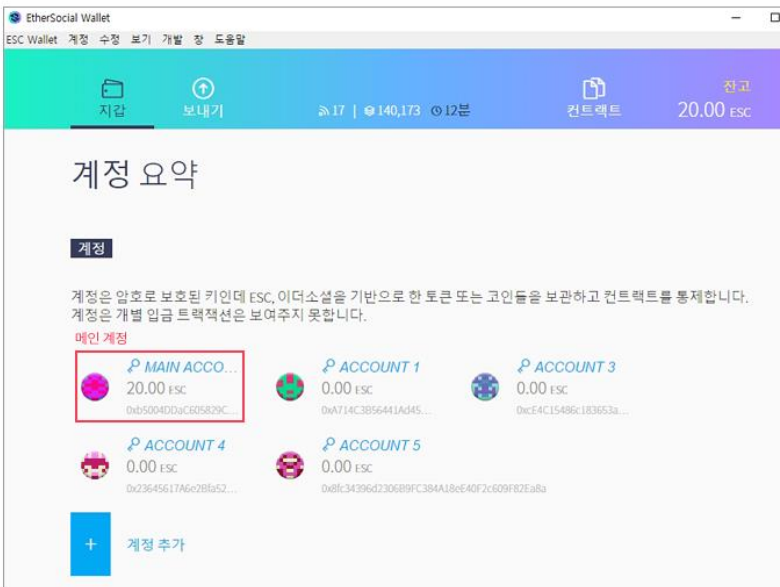 EtherSocial Wallet
ESC Wallet 계정 수정 보기 개발 창 도움말
지갑 보내기 17 | 140,173 12분 컨트랙트 잔고 20.00 ESC
계정 요약
계정
계정은 암호로 보호된 키인데 ESC, 이더소셜을 기반으로 한 토큰 또는 코인들을 보관하고 컨트랙트를 통제합니다.
계정은 개별 입금 트랙잭션은 보여주지 못합니다.
메인 계정
MAIN ACCO... ACCOUNT 1 ACCOUNT 3
20.00 ESC 0.00 ESC 0.00 ESC
0xb5004DDaC605829C... 0xA714C3B56441Ad45... 0xcE4C15486c183653a...
ACCOUNT 4 ACCOUNT 5
0.00 ESC 0.00 ESC
0x23645617A6e2Bfa52... 0x8fc34396d2306B9FC384A18eE40F2c609F82Ea8a
+ 계정 추가